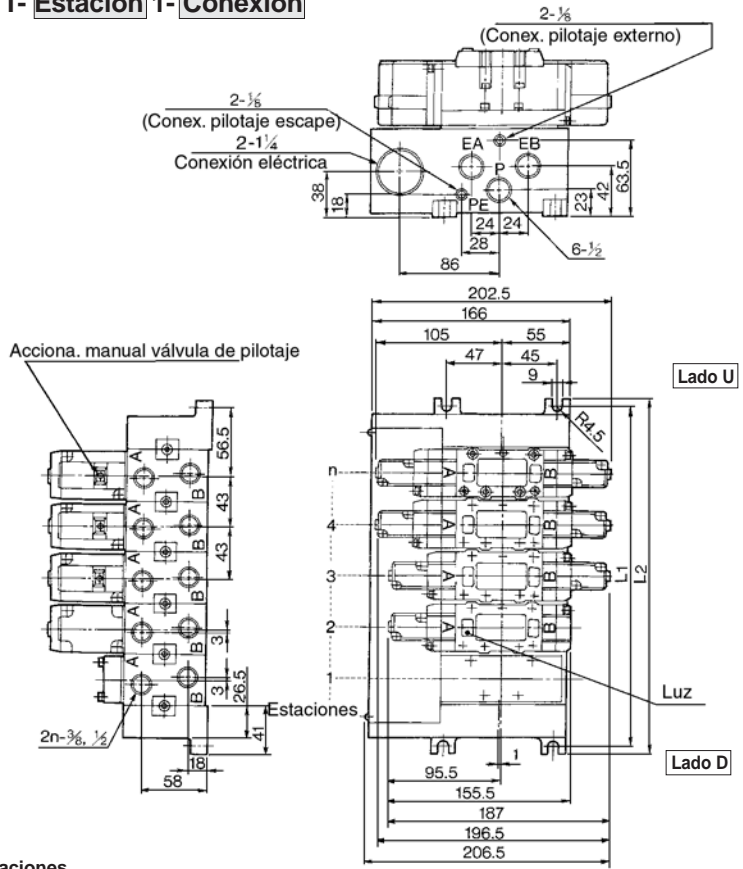 1- Estación 1- Conexión
2-⅛
(Conex. pilotaje externo)
2-⅛
(Conex. pilotaje escape)
2-1¼
Conexión eléctrica
EA
EB
P
PE
38
18
24
24
28
86
23
42
63.5
6-½
202.5
166
105
55
47
45
9
R4.5
Lado U
Acciona. manual válvula de pilotaje
56.5
43
43
3
3
26.5
41
18
58
A
B
A
B
A
B
A
B
A
B
2n-⅜, ½
n
4
3
2
1
Estaciones
A
B
A
B
A
B
A
B
L1
L2
Luz
Lado D
1
95.5
155.5
187
196.5
206.5